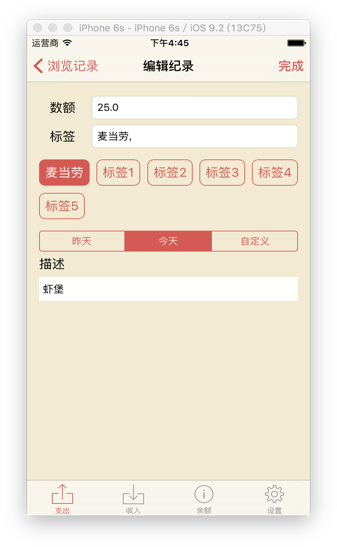 iPhone 6s - iPhone 6s / iOS 9.2 (13C75)
运营商 下午4:45
浏览记录 编辑纪录 完成
数额 25.0
标签 麦当劳,
麦当劳 标签1 标签2 标签3 标签4
标签5
昨天 今天 自定义
描述
虾堡
支出 收入 余额 设置